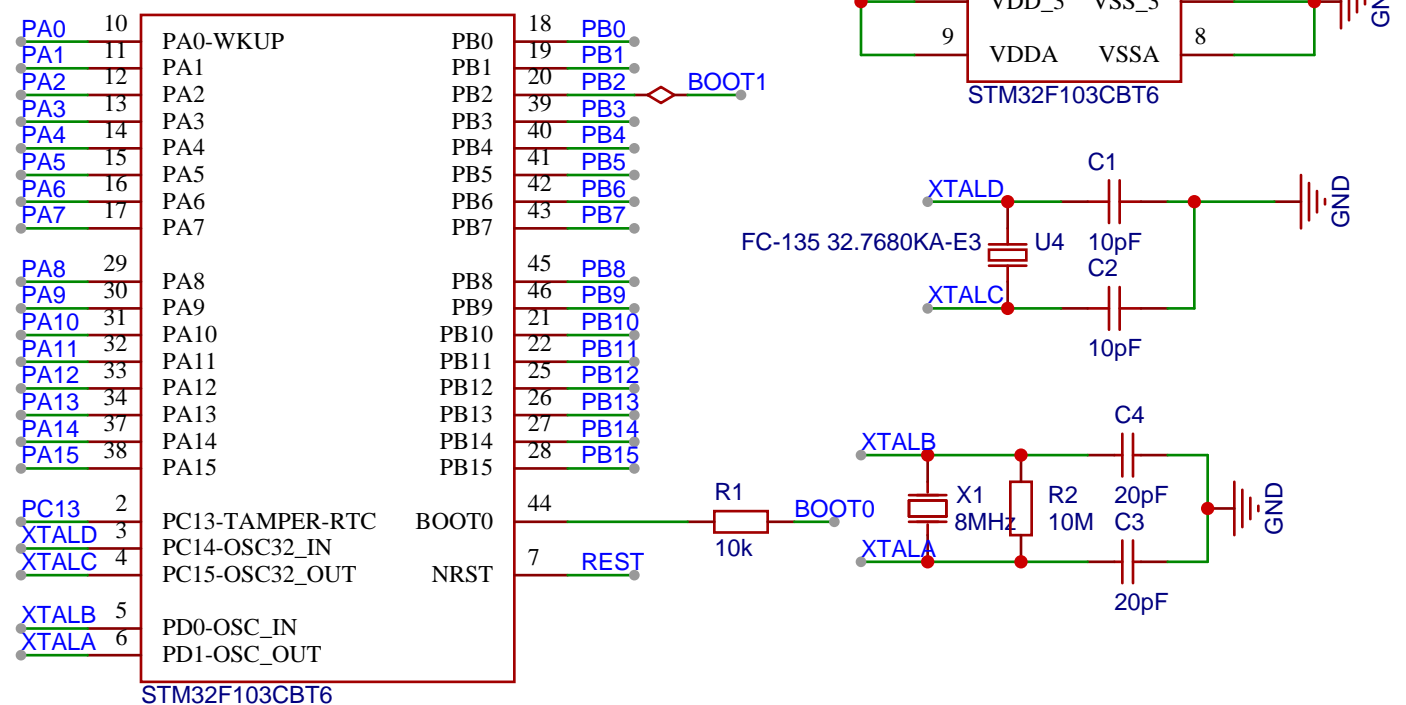 PA0 10 PA0-WKUP PB0 18 PB0
PA1 11 PA1 PB1 19 PB1
PA2 12 PA2 PB2 20 PB2 BOOT1
PA3 13 PA3 PB3 39 PB3
PA4 14 PA4 PB4 40 PB4
PA5 15 PA5 PB5 41 PB5
PA6 16 PA6 PB6 42 PB6
PA7 17 PA7 PB7 43 PB7
PA8 29 PA8 PB8 45 PB8
PA9 30 PA9 PB9 46 PB9
PA10 31 PA10 PB10 21 PB10
PA11 32 PA11 PB11 22 PB11
PA12 33 PA12 PB12 25 PB12
PA13 34 PA13 PB13 26 PB13
PA14 37 PA14 PB14 27 PB14
PA15 38 PA15 PB15 28 PB15
PC13 2 PC13-TAMPER-RTC BOOT0 44 R1 BOOT0
10k
XTALD 3 PC14-OSC32_IN
XTALC 4 PC15-OSC32_OUT NRST 7 REST
XTALB 5 PD0-OSC_IN
XTALA 6 PD1-OSC_OUT
STM32F103CBT6
VDD_3 VSS_3
GND
9 VDDA VSSA 8
STM32F103CBT6
C1
XTALD
GND
FC-135 32.7680KA-E3 U4 10pF
C2
XTALC
10pF
C4
XTALB
X1 R2 20pF
8MHz 10M C3
GND
XTALA
20pF